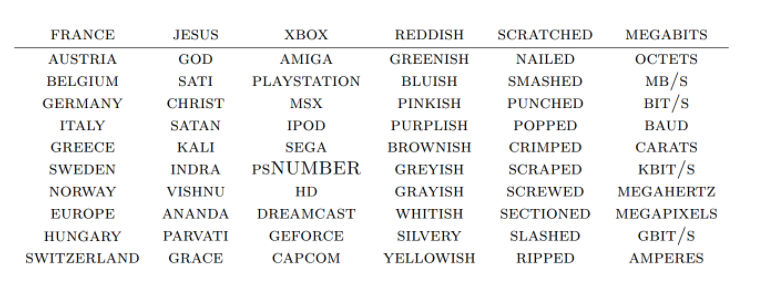 FRANCE JESUS XBOX REDDISH SCRATCHED MEGABITS
AUSTRIA GOD AMIGA GREENISH NAILED OCTETS
BELGIUM SATI PLAYSTATION BLUISH SMASHED MB/S
GERMANY CHRIST MSX PINKISH PUNCHED BIT/S
ITALY SATAN IPOD PURPLISH POPPED BAUD
GREECE KALI SEGA BROWNISH CRIMPED CARATS
SWEDEN INDRA PSNUMBER GREYISH SCRAPED KBIT/S
NORWAY VISHNU HD GRAYISH SCREWED MEGAHERTZ
EUROPE ANANDA DREAMCAST WHITISH SECTIONED MEGAPIXELS
HUNGARY PARVATI GEFORCE SILVERY SLASHED GBIT/S
SWITZERLAND GRACE CAPCOM YELLOWISH RIPPED AMPERES